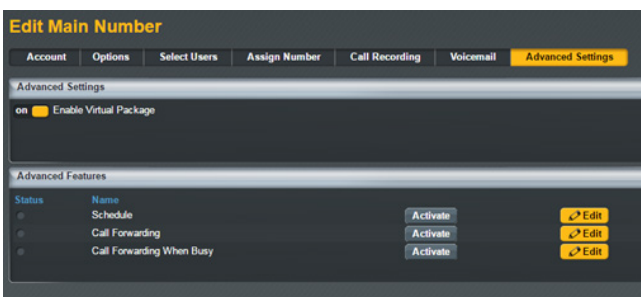 Edit Main Number
Account Options Select Users Assign Number Call Recording Voicemail Advanced Settings
Advanced Settings
on Enable Virtual Package
Advanced Features
Status Name
Schedule Activate Edit
Call Forwarding Activate Edit
Call Forwarding When Busy Activate Edit